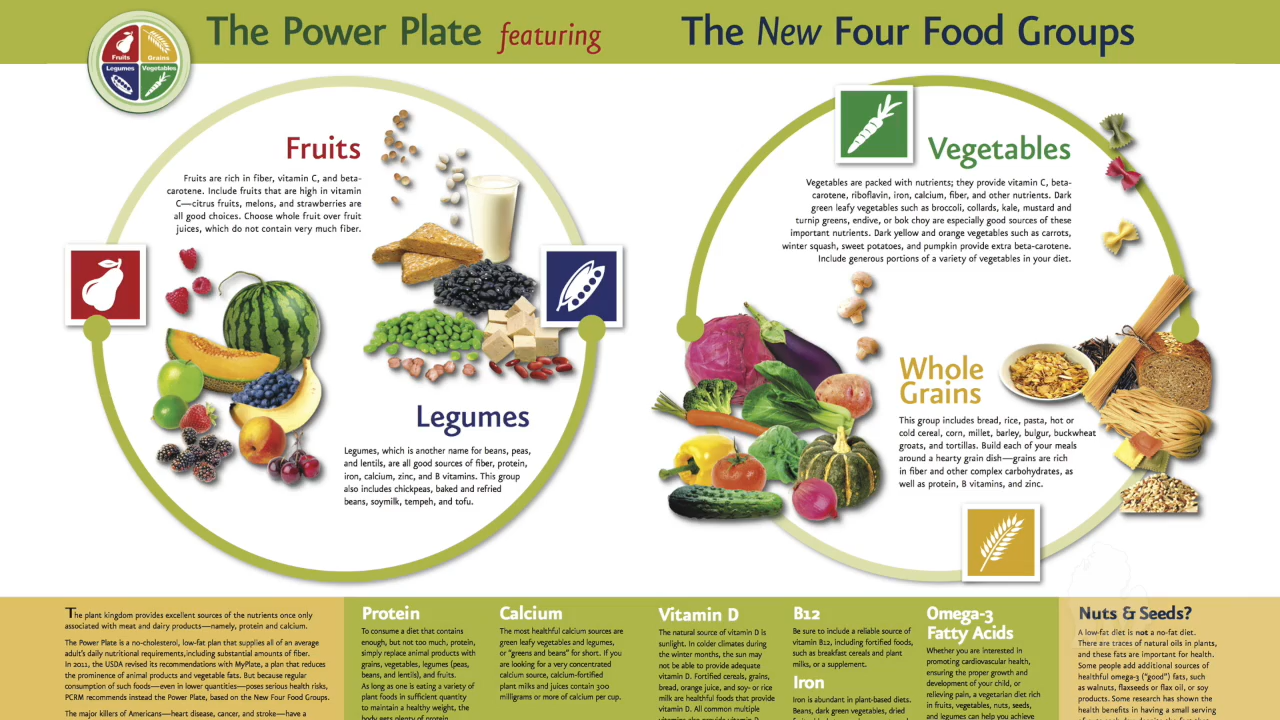 The Power Plate featuring
The New Four Food Groups
Fruits
Grains
Legumes
Vegetables
Fruits
Fruits are rich in fiber, vitamin C, and beta-
carotene. Include fruits that are high in vitamin
C—citrus fruits, melons, and strawberries are
all good choices. Choose whole fruit over fruit
juices, which do not contain very much fiber.
Legumes
Legumes, which is another name for beans, peas,
and lentils, are all good sources of fiber, protein,
iron, calcium, zinc, and B vitamins. This group
also includes chickpeas, baked and refried
beans, soymilk, tempeh, and tofu.
Vegetables
Vegetables are packed with nutrients; they provide vitamin C, beta-
carotene, riboflavin, iron, calcium, fiber, and other nutrients. Dark
green leafy vegetables such as broccoli, collards, kale, mustard and
turnip greens, endive, or bok choy are especially good sources of these
important nutrients. Dark yellow and orange vegetables such as carrots,
winter squash, sweet potatoes, and pumpkin provide extra beta-carotene.
Include generous portions of a variety of vegetables in your diet.
Whole
Grains
This group includes bread, rice, pasta, hot or
cold cereal, corn, millet, barley, bulgur, buckwheat
groats, and tortillas. Build each of your meals
around a hearty grain dish—grains are rich
in fiber and other complex carbohydrates, as
well as protein, B vitamins, and zinc.
The plant kingdom provides excellent sources of the nutrients once only
associated with meat and dairy products—namely, protein and calcium.
The Power Plate is a no-cholesterol, low-fat plan that supplies all of an average
adult's daily nutritional requirements,including substantial amounts of fiber.
In 2011, the USDA revised its recommendations with MyPlate, a plan that reduces
the prominence of animal products and vegetable fats. But because regular
consumption of such foods—even in lower quantities—poses serious health risks,
PCRM recommends instead the Power Plate, based on the New Four Food Groups.
The major killers of Americans—heart disease, cancer, and stroke—have a
Protein
To consume a diet that contains
enough, but not too much, protein,
simply replace animal products with
grains, vegetables, legumes (peas,
beans, and lentils), and fruits.
As long as one is eating a variety of
plant foods in sufficient quantity
to maintain a healthy weight, the
body gets plenty of protein.
Calcium
The most healthful calcium sources are
green leafy vegetables and legumes,
or "greens and beans" for short. If you
are looking for a very concentrated
calcium source, calcium-fortified
plant milks and juices contain 300
milligrams or more of calcium per cup.
Vitamin D
The natural source of vitamin D is
sunlight. In colder climates during
the winter months, the sun may
not be able to provide adequate
vitamin D. Fortified cereals, grains,
bread, orange juice, and soy- or rice
milk are healthful foods that provide
vitamin D. All common multiple
B12
Be sure to include a reliable source of
vitamin B12, including fortified foods,
such as breakfast cereals and plant
milks, or a supplement.
Iron
Iron is abundant in plant-based diets.
Beans, dark green vegetables, dried
Omega-3
Fatty Acids
Whether you are interested in
promoting cardiovascular health,
ensuring the proper growth and
development of your child, or
relieving pain, a vegetarian diet rich
in fruits, vegetables, nuts, seeds,
and legumes can help you achieve
Nuts & Seeds?
A low-fat diet is not a no-fat diet.
There are traces of natural oils in plants,
and these fats are important for health.
Some people add additional sources of
healthful omega-3 ("good") fats, such
as walnuts, flaxseeds or flax oil, or soy
products. Some research has shown the
health benefits in having a small serving